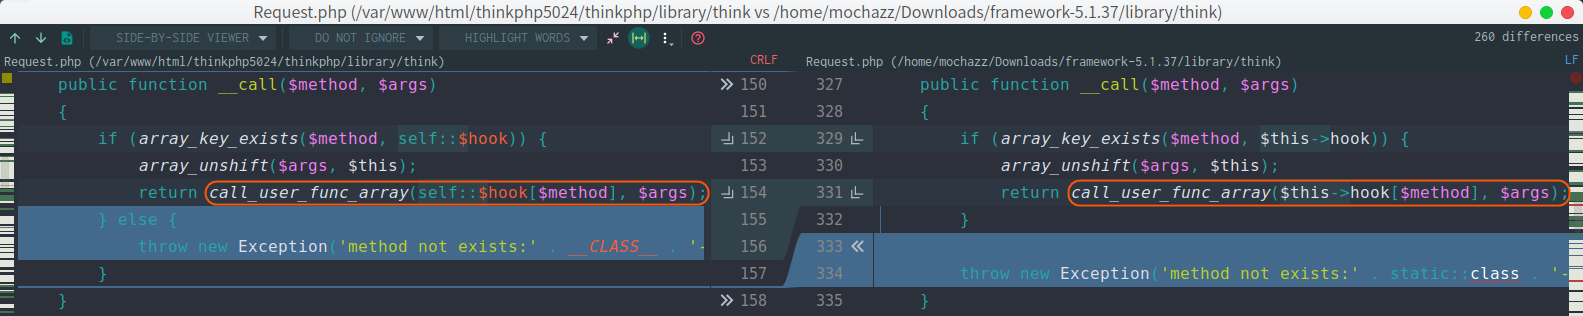 Request.php (/var/www/html/thinkphp5024/thinkphp/library/think vs /home/mochazz/Downloads/framework-5.1.37/library/think)
SIDE-BY-SIDE VIEWER DO NOT IGNORE HIGHLIGHT WORDS 260 differences
Request.php (/var/www/html/thinkphp5024/thinkphp/library/think) CRLF Request.php (/home/mochazz/Downloads/framework-5.1.37/library/think) LF
public function __call($method, $args) 150 327 public function __call($method, $args)
{ 151 328 {
if (array_key_exists($method, self::$hook)) { 152 329 if (array_key_exists($method, $this->hook)) {
array_unshift($args, $this); 153 330 array_unshift($args, $this);
return call_user_func_array(self::$hook[$method], $args); 154 331 return call_user_func_array($this->hook[$method], $args);
} else { 155 332 }
throw new Exception('method not exists:' . __CLASS__ . '- 156 333
} 157 334 throw new Exception('method not exists:' . static::class . '-
} 158 335 }